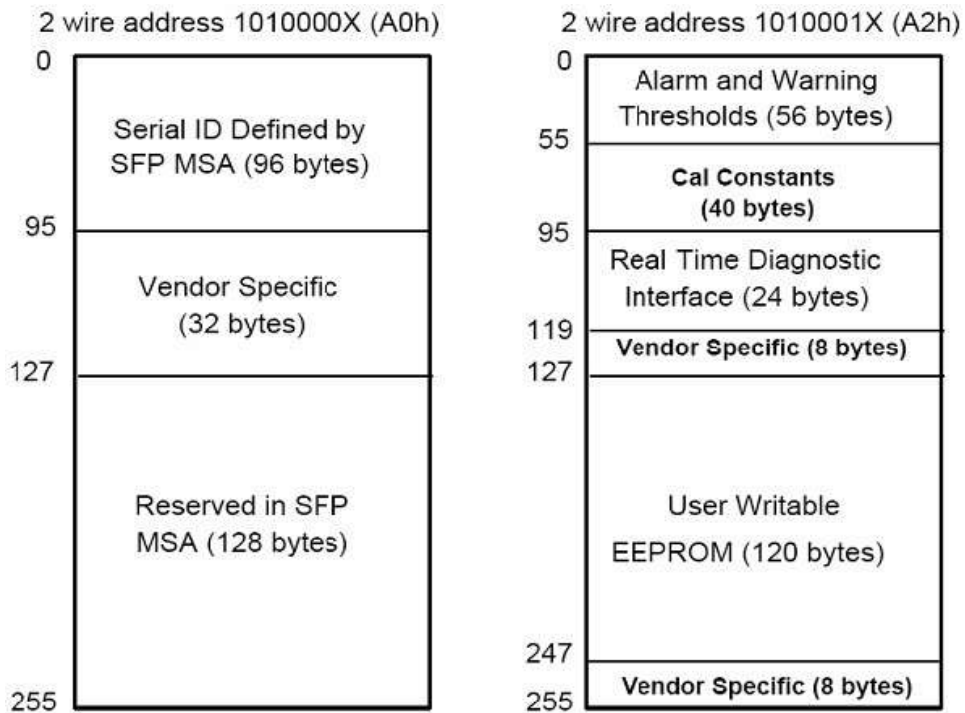 2 wire address 1010000X (A0h)
0
Serial ID Defined by
SFP MSA (96 bytes)
95
Vendor Specific
(32 bytes)
127
Reserved in SFP
MSA (128 bytes)
255
2 wire address 1010001X (A2h)
0
Alarm and Warning
Thresholds (56 bytes)
55
Cal Constants
(40 bytes)
95
Real Time Diagnostic
Interface (24 bytes)
119
Vendor Specific (8 bytes)
127
User Writable
EEPROM (120 bytes)
247
Vendor Specific (8 bytes)
255